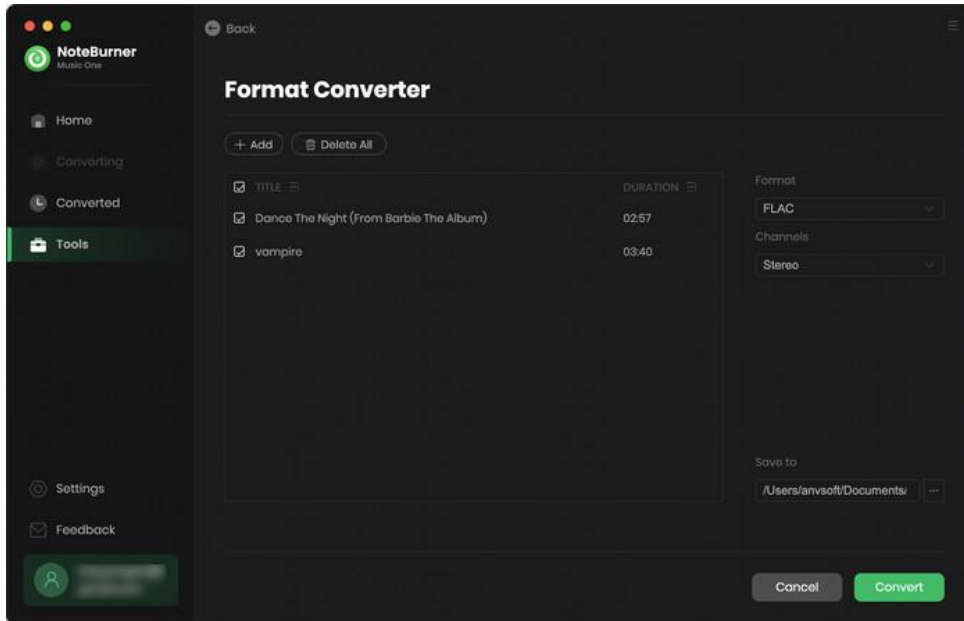 Back
NoteBurner
Music One
Format Converter
Home
Add
Delete All
Converting
TITLE
DURATION
Format
Converted
Dance The Night (From Barbie The Album)
02:57
FLAC
Channels
Tools
vampire
03:40
Stereo
Save to
Settings
/Users/anvsoft/Documents/
...
Feedback
Cancel
Convert